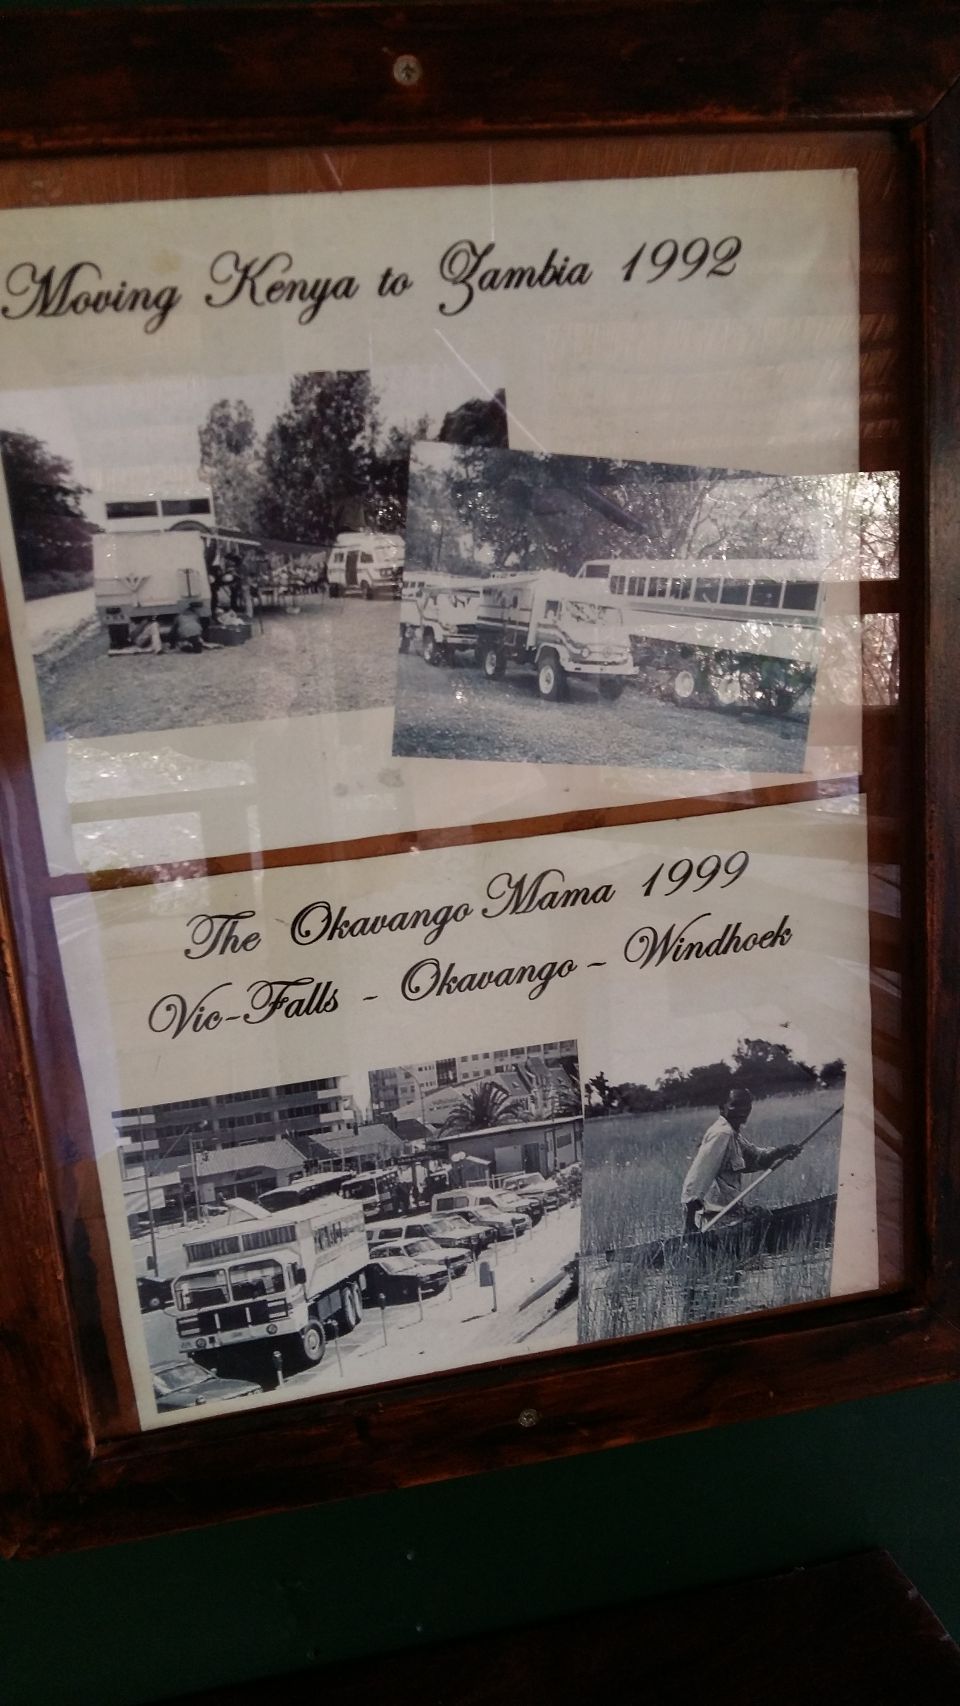 Moving Kenya to Zambia 1992
The Okavango Mama 1999
Vic-Falls - Okavango - Windhoek